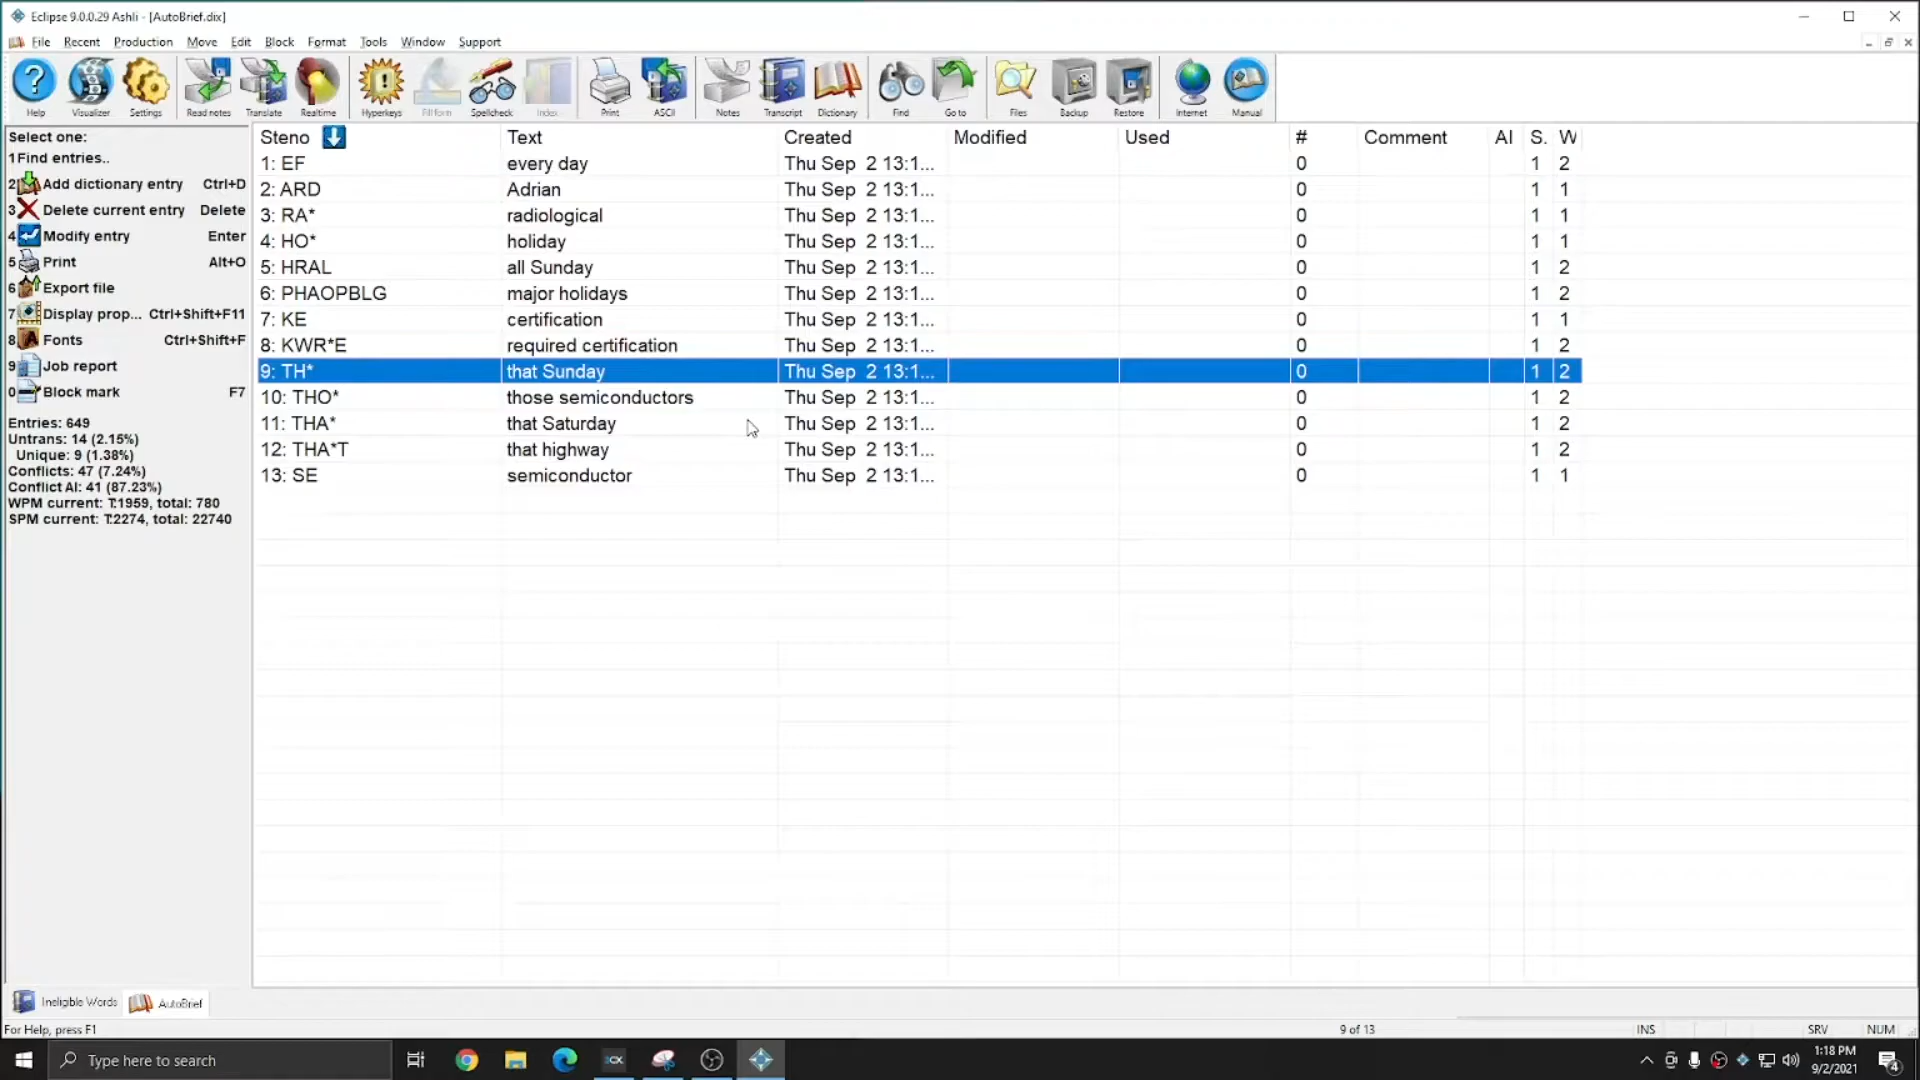 Eclipse 9.0.0.29 Ashli - [AutoBrief.dix]
File Recent Production Move Edit Block Format Tools Window Support
Help Visualizer Settings Read notes Translate Realtime Hyperkeys Fill form Spellcheck Index Print ASCII Notes Transcript Dictionary Find Go to Files Backup Restore Internet Manual
Select one:
1 Find entries..
2 Add dictionary entry Ctrl+D
3 Delete current entry Delete
4 Modify entry Enter
5 Print Alt+O
6 Export file
7 Display prop... Ctrl+Shift+F11
8 Fonts Ctrl+Shift+F
9 Job report
0 Block mark F7
Entries: 649
Untrans: 14 (2.15%)
Unique: 9 (1.38%)
Conflicts: 47 (7.24%)
Conflict AI: 41 (87.23%)
WPM current: T:1959, total: 780
SPM current: T:2274, total: 22740
Steno Text Created Modified Used # Comment AI S. W
1: EF every day Thu Sep 2 13:1... 0 1 2
2: ARD Adrian Thu Sep 2 13:1... 0 1 1
3: RA* radiological Thu Sep 2 13:1... 0 1 1
4: HO* holiday Thu Sep 2 13:1... 0 1 1
5: HRAL all Sunday Thu Sep 2 13:1... 0 1 2
6: PHAOPBLG major holidays Thu Sep 2 13:1... 0 1 2
7: KE certification Thu Sep 2 13:1... 0 1 1
8: KWR*E required certification Thu Sep 2 13:1... 0 1 2
9: TH* that Sunday Thu Sep 2 13:1... 0 1 2
10: THO* those semiconductors Thu Sep 2 13:1... 0 1 2
11: THA* that Saturday Thu Sep 2 13:1... 0 1 2
12: THA*T that highway Thu Sep 2 13:1... 0 1 2
13: SE semiconductor Thu Sep 2 13:1... 0 1 1
Ineligible Words AutoBrief
For Help, press F1 9 of 13 INS SRV NUM
Type here to search
1:18 PM
9/2/2021
4